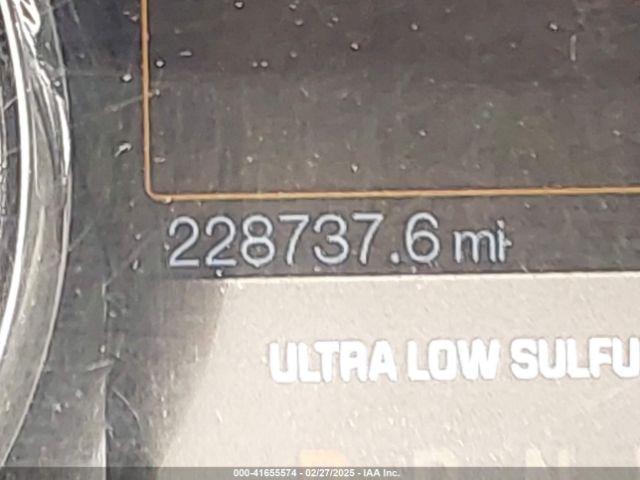 228737.6 mi
ULTRA LOW SULFU
000-41655574 | 02/27/2025 - IAA Inc.